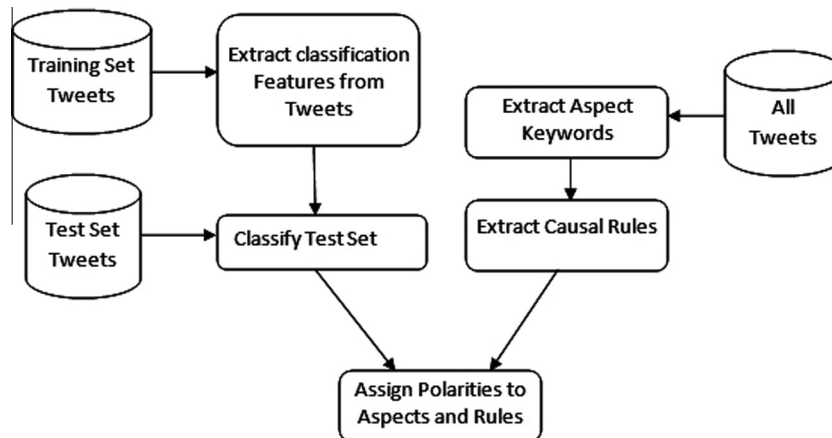 Training Set
Tweets
Extract classification
Features from
Tweets
Extract Aspect
Keywords
All
Tweets
Test Set
Tweets
Classify Test Set
Extract Causal Rules
Assign Polarities to
Aspects and Rules